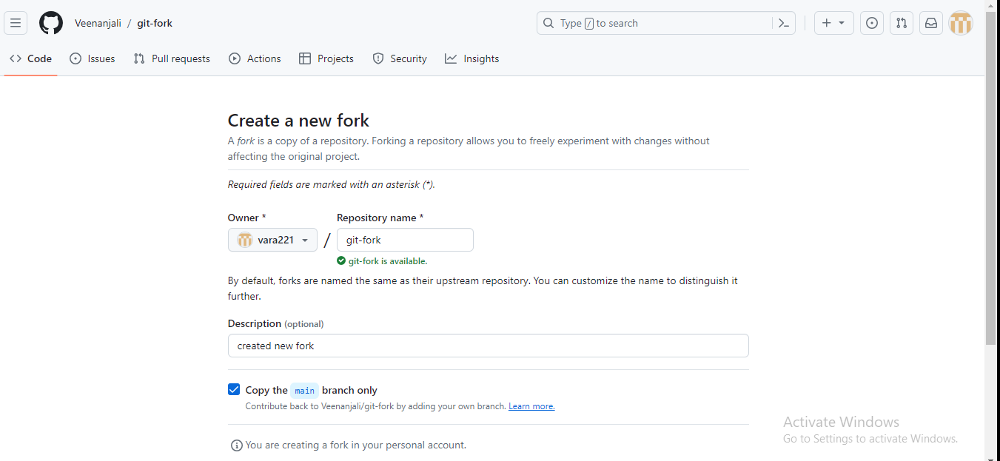 Veenanjali / git-fork
Type / to search
Code Issues Pull requests Actions Projects Security Insights
Create a new fork
A fork is a copy of a repository. Forking a repository allows you to freely experiment with changes without
affecting the original project.
Required fields are marked with an asterisk (*).
Owner * Repository name *
vara221 / git-fork
git-fork is available.
By default, forks are named the same as their upstream repository. You can customize the name to distinguish it
further.
Description (optional)
created new fork
Copy the main branch only
Contribute back to Veenanjali/git-fork by adding your own branch. Learn more.
You are creating a fork in your personal account.
Activate Windows
Go to Settings to activate Windows.